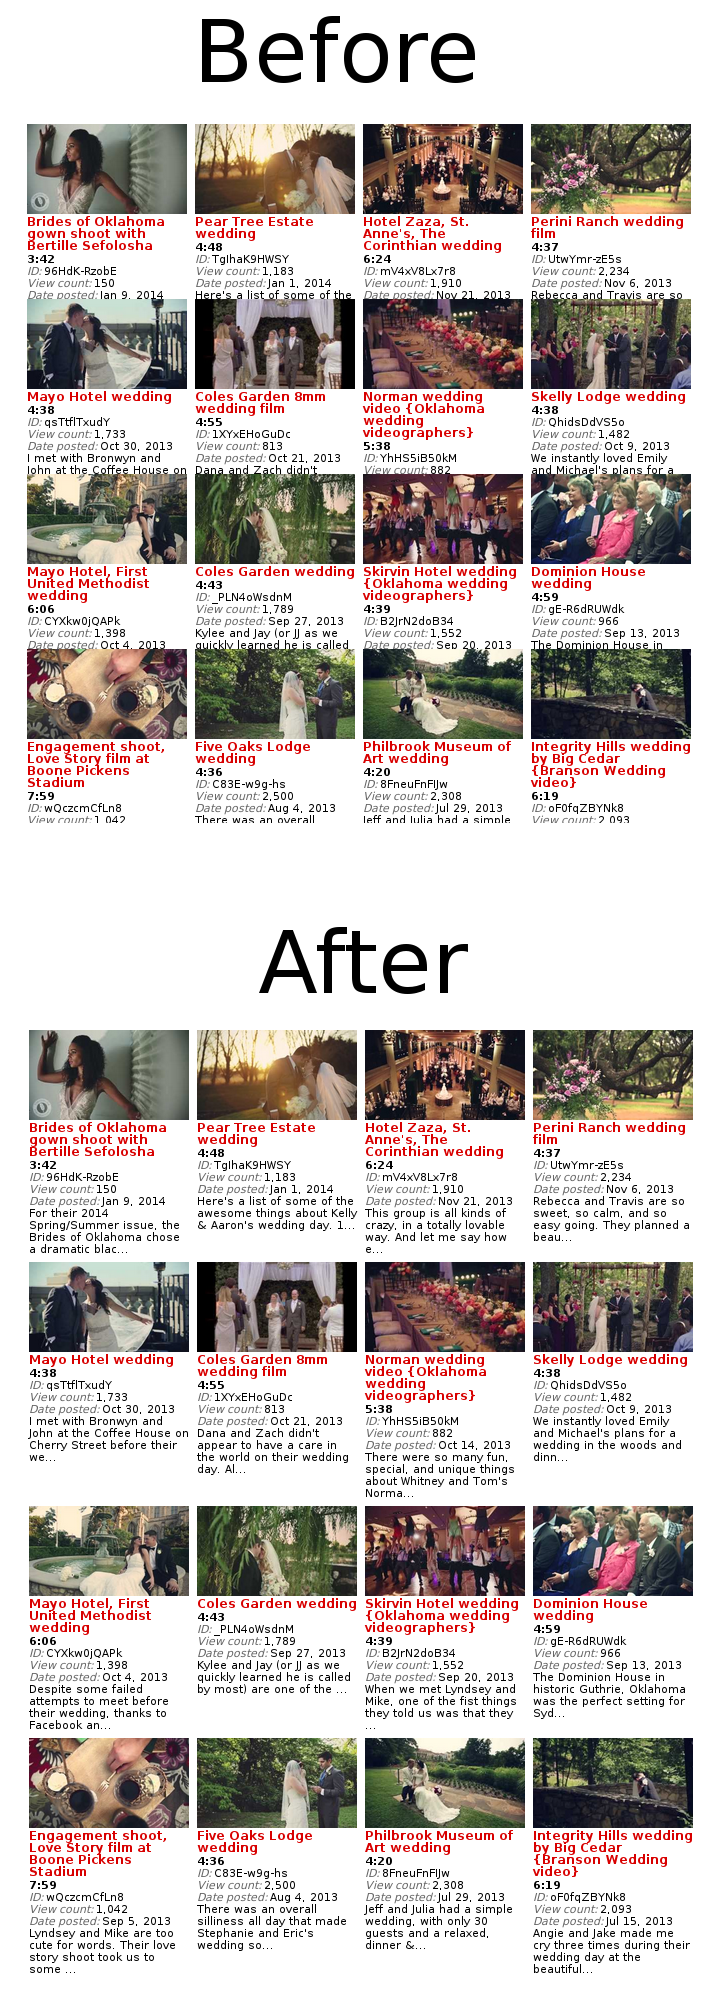 Before
Brides of Oklahoma
gown shoot with
Bertille Sefolosha
3:42
ID: 96HdK-RzobE
View count: 150
Date posted: Jan 9, 2014
Pear Tree Estate
wedding
4:48
ID: TgIhaK9HWSY
View count: 1,183
Date posted: Jan 1, 2014
Here's a list of some of the
Hotel Zaza, St.
Anne's, The
Corinthian wedding
6:24
ID: mV4xV8Lx7r8
View count: 1,910
Date posted: Nov 21, 2013
Perini Ranch wedding
film
4:37
ID: UtwYmr-zE5s
View count: 2,234
Date posted: Nov 6, 2013
Rebecca and Travis are so
Mayo Hotel wedding
4:38
ID: qsTtflTxudY
View count: 1,733
Date posted: Oct 30, 2013
I met with Bronwyn and
John at the Coffee House on
Coles Garden 8mm
wedding film
4:55
ID: 1XYxEHoGuDc
View count: 813
Date posted: Oct 21, 2013
Dana and Zach didn't
Norman wedding
video {Oklahoma
wedding
videographers}
5:38
ID: YhHS5iB50kM
View count: 882
Skelly Lodge wedding
4:38
ID: QhidsDdVS5o
View count: 1,482
Date posted: Oct 9, 2013
We instantly loved Emily
and Michael's plans for a
Mayo Hotel, First
United Methodist
wedding
6:06
ID: CYXkw0jQAPk
View count: 1,398
Date posted: Oct 4, 2013
Coles Garden wedding
4:43
ID: _PLN4oWsdnM
View count: 1,789
Date posted: Sep 27, 2013
Kylee and Jay (or JJ as we
quickly learned he is called
Skirvin Hotel wedding
{Oklahoma wedding
videographers}
4:39
ID: B2JrN2doB34
View count: 1,552
Date posted: Sep 20, 2013
Dominion House
wedding
4:59
ID: gE-R6dRUWdk
View count: 966
Date posted: Sep 13, 2013
The Dominion House in
Engagement shoot,
Love Story film at
Boone Pickens
Stadium
7:59
ID: wQczcmCfLn8
View count: 1,042
Five Oaks Lodge
wedding
4:36
ID: C83E-w9g-hs
View count: 2,500
Date posted: Aug 4, 2013
There was an overall
Philbrook Museum of
Art wedding
4:20
ID: 8FneuFnFlJw
View count: 2,308
Date posted: Jul 29, 2013
Jeff and Julia had a simple
Integrity Hills wedding
by Big Cedar
{Branson Wedding
video}
6:19
ID: oF0fqZBYNk8
View count: 2,093
After
Brides of Oklahoma
gown shoot with
Bertille Sefolosha
3:42
ID: 96HdK-RzobE
View count: 150
Date posted: Jan 9, 2014
For their 2014
Spring/Summer issue, the
Brides of Oklahoma chose
a dramatic blac...
Pear Tree Estate
wedding
4:48
ID: TgIhaK9HWSY
View count: 1,183
Date posted: Jan 1, 2014
Here's a list of some of the
awesome things about Kelly
& Aaron's wedding day. 1...
Hotel Zaza, St.
Anne's, The
Corinthian wedding
6:24
ID: mV4xV8Lx7r8
View count: 1,910
Date posted: Nov 21, 2013
This group is all kinds of
crazy, in a totally lovable
way. And let me say how
e...
Perini Ranch wedding
film
4:37
ID: UtwYmr-zE5s
View count: 2,234
Date posted: Nov 6, 2013
Rebecca and Travis are so
sweet, so calm, and so
easy going. They planned a
beau...
Mayo Hotel wedding
4:38
ID: qsTtflTxudY
View count: 1,733
Date posted: Oct 30, 2013
I met with Bronwyn and
John at the Coffee House on
Cherry Street before their
we...
Coles Garden 8mm
wedding film
4:55
ID: 1XYxEHoGuDc
View count: 813
Date posted: Oct 21, 2013
Dana and Zach didn't
appear to have a care in
the world on their wedding
day. Al...
Norman wedding
video {Oklahoma
wedding
videographers}
5:38
ID: YhHS5iB50kM
View count: 882
Date posted: Oct 14, 2013
There were so many fun,
special, and unique things
about Whitney and Tom's
Norma...
Skelly Lodge wedding
4:38
ID: QhidsDdVS5o
View count: 1,482
Date posted: Oct 9, 2013
We instantly loved Emily
and Michael's plans for a
wedding in the woods and
dinn...
Mayo Hotel, First
United Methodist
wedding
6:06
ID: CYXkw0jQAPk
View count: 1,398
Date posted: Oct 4, 2013
Despite some failed
attempts to meet before
their wedding, thanks to
Facebook an...
Coles Garden wedding
4:43
ID: _PLN4oWsdnM
View count: 1,789
Date posted: Sep 27, 2013
Kylee and Jay (or JJ as we
quickly learned he is called
by most) are one of the ...
Skirvin Hotel wedding
{Oklahoma wedding
videographers}
4:39
ID: B2JrN2doB34
View count: 1,552
Date posted: Sep 20, 2013
When we met Lyndsey and
Mike, one of the fist things
they told us was that they
...
Dominion House
wedding
4:59
ID: gE-R6dRUWdk
View count: 966
Date posted: Sep 13, 2013
The Dominion House in
historic Guthrie, Oklahoma
was the perfect setting for
Syd...
Engagement shoot,
Love Story film at
Boone Pickens
Stadium
7:59
ID: wQczcmCfLn8
View count: 1,042
Date posted: Sep 5, 2013
Lyndsey and Mike are too
cute for words. Their love
story shoot took us to
some ...
Five Oaks Lodge
wedding
4:36
ID: C83E-w9g-hs
View count: 2,500
Date posted: Aug 4, 2013
There was an overall
silliness all day that made
Stephanie and Eric's
wedding so...
Philbrook Museum of
Art wedding
4:20
ID: 8FneuFnFlJw
View count: 2,308
Date posted: Jul 29, 2013
Jeff and Julia had a simple
wedding, with only 30
guests and a relaxed,
dinner &...
Integrity Hills wedding
by Big Cedar
{Branson Wedding
video}
6:19
ID: oF0fqZBYNk8
View count: 2,093
Date posted: Jul 15, 2013
Angie and Jake made me
cry three times during their
wedding day at the
beautiful...